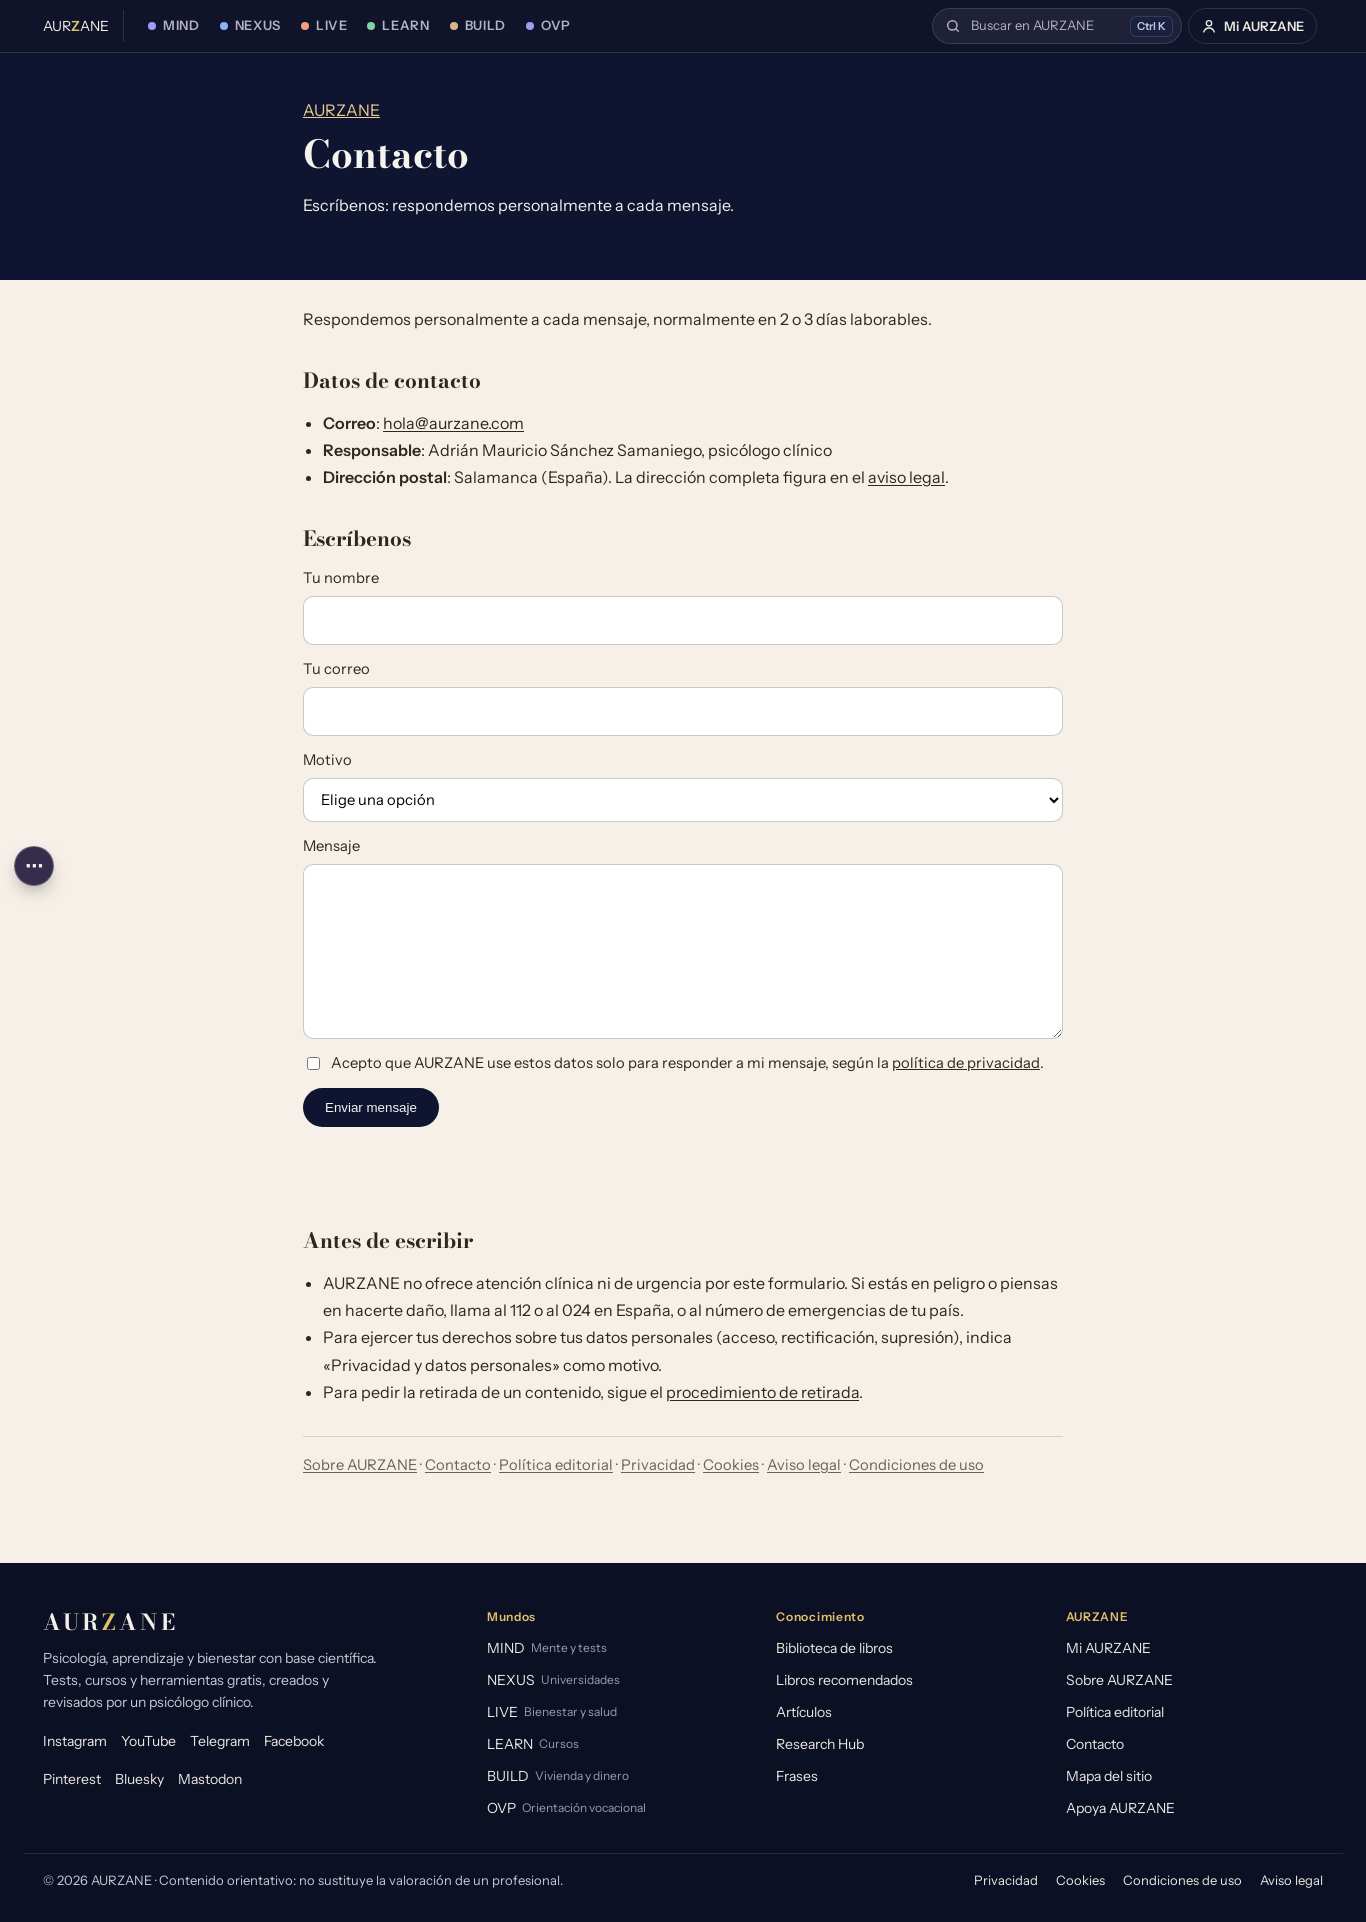 AURZANE
MIND
NEXUS
LIVE
LEARN
BUILD
OVP
Buscar en AURZANE
Ctrl K
Mi AURZANE
AURZANE
Contacto
Escríbenos: respondemos personalmente a cada mensaje.
Respondemos personalmente a cada mensaje, normalmente en 2 o 3 días laborables.
Datos de contacto
• Correo: hola@aurzane.com
• Responsable: Adrián Mauricio Sánchez Samaniego, psicólogo clínico
• Dirección postal: Salamanca (España). La dirección completa figura en el aviso legal.
Escríbenos
Tu nombre
Tu correo
Motivo
Elige una opción
Mensaje
Acepto que AURZANE use estos datos solo para responder a mi mensaje, según la política de privacidad.
Enviar mensaje
Antes de escribir
• AURZANE no ofrece atención clínica ni de urgencia por este formulario. Si estás en peligro o piensas
en hacerte daño, llama al 112 o al 024 en España, o al número de emergencias de tu país.
• Para ejercer tus derechos sobre tus datos personales (acceso, rectificación, supresión), indica
«Privacidad y datos personales» como motivo.
• Para pedir la retirada de un contenido, sigue el procedimiento de retirada.
Sobre AURZANE · Contacto · Política editorial · Privacidad · Cookies · Aviso legal · Condiciones de uso
AURZANE
Psicología, aprendizaje y bienestar con base científica.
Tests, cursos y herramientas gratis, creados y
revisados por un psicólogo clínico.
Instagram YouTube Telegram Facebook
Pinterest Bluesky Mastodon
Mundos
MIND Mente y tests
NEXUS Universidades
LIVE Bienestar y salud
LEARN Cursos
BUILD Vivienda y dinero
OVP Orientación vocacional
Conocimiento
Biblioteca de libros
Libros recomendados
Artículos
Research Hub
Frases
AURZANE
Mi AURZANE
Sobre AURZANE
Política editorial
Contacto
Mapa del sitio
Apoya AURZANE
© 2026 AURZANE · Contenido orientativo: no sustituye la valoración de un profesional.
Privacidad Cookies Condiciones de uso Aviso legal